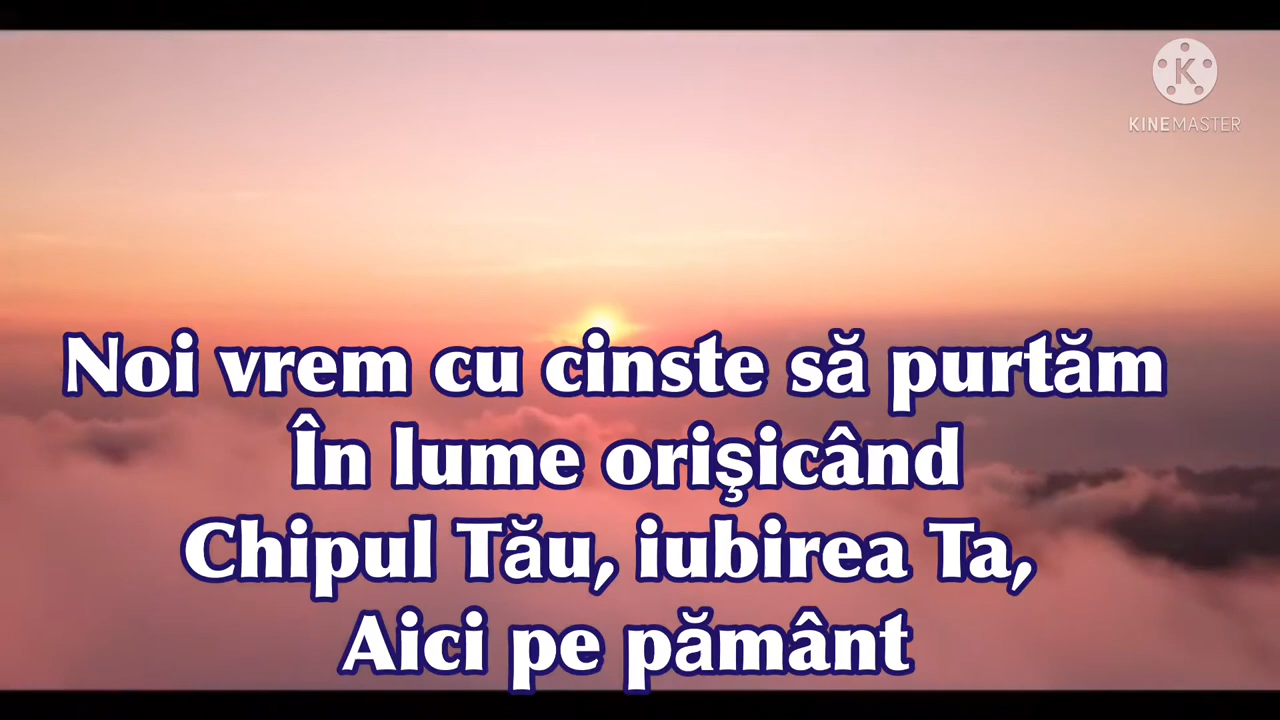 KINEMASTER
Noi vrem cu cinste să purtăm
În lume orişicând
Chipul Tău, iubirea Ta,
Aici pe pământ